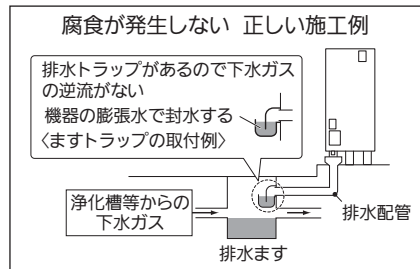 腐食が発生しない 正しい施工例
排水トラップがあるので下水ガス
の逆流がない
機器の膨張水で封水する
〈ますトラップの取付例〉
浄化槽等からの
下水ガス
排水配管
排水ます